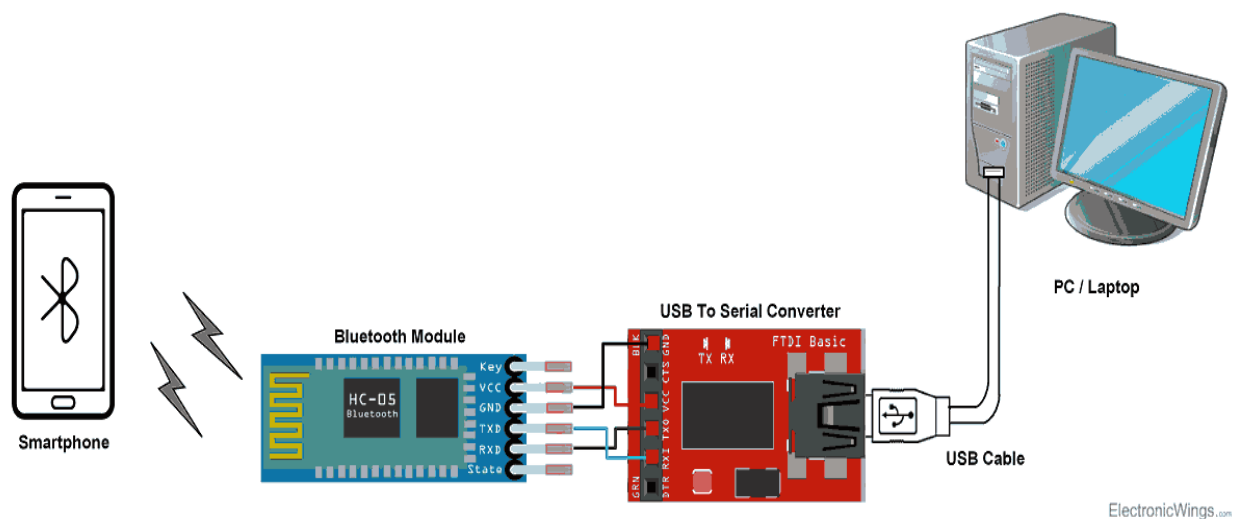 Smartphone
Bluetooth Module
HC-05
Bluetooth
Key
VCC
GND
TXD
RXD
State
USB To Serial Converter
BLK
GND
CTS
VCC
TXO
RXI
DTR
GRN
TX RX
FTDI Basic
USB Cable
PC / Laptop
ElectronicWings.com